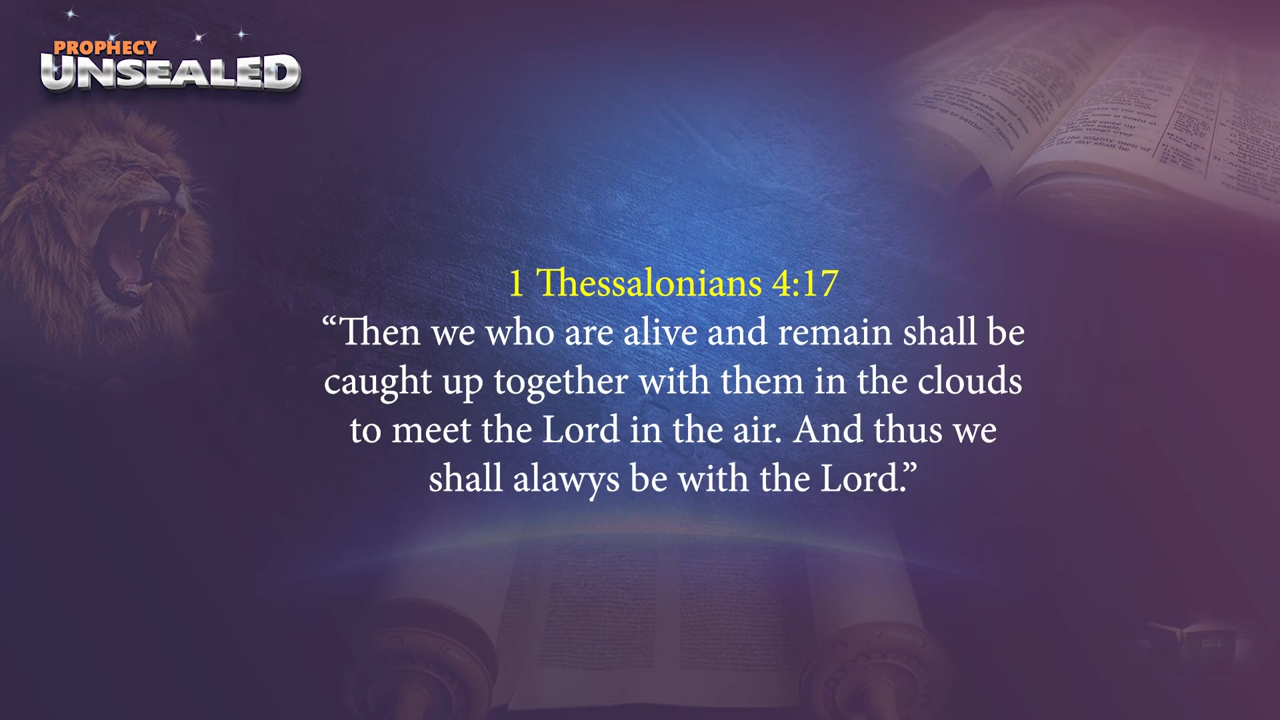 PROPHECY
UNSEALED
1 Thessalonians 4:17
“Then we who are alive and remain shall be
caught up together with them in the clouds
to meet the Lord in the air. And thus we
shall alawys be with the Lord.”